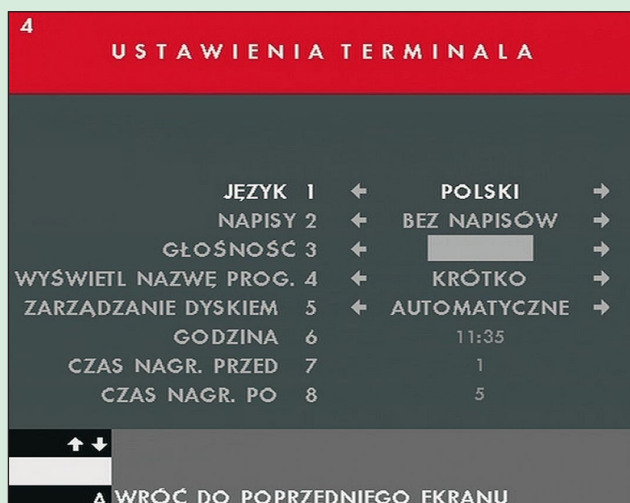 4
USTAWIENIA TERMINALA
JĘZYK 1 POLSKI
NAPISY 2 BEZ NAPISÓW
GŁOŚNOŚĆ 3
WYŚWIETL NAZWĘ PROG. 4 KRÓTKO
ZARZĄDZANIE DYSKIEM 5 AUTOMATYCZNE
GODZINA 6 11:35
CZAS NAGR. PRZED 7 1
CZAS NAGR. PO 8 5
A WRÓĆ DO POPRZEDNIEGO EKRANU